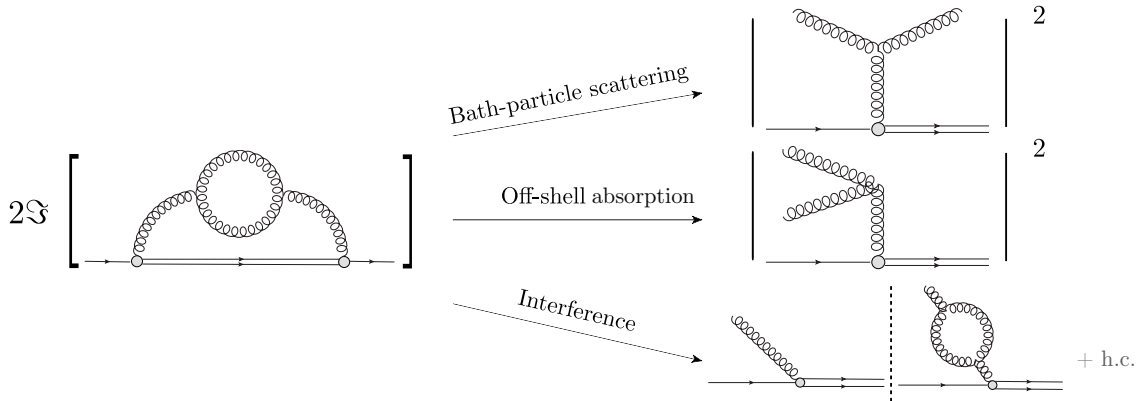 2ℑ
Bath-particle scattering
2
Off-shell absorption
2
Interference
+ h.c.